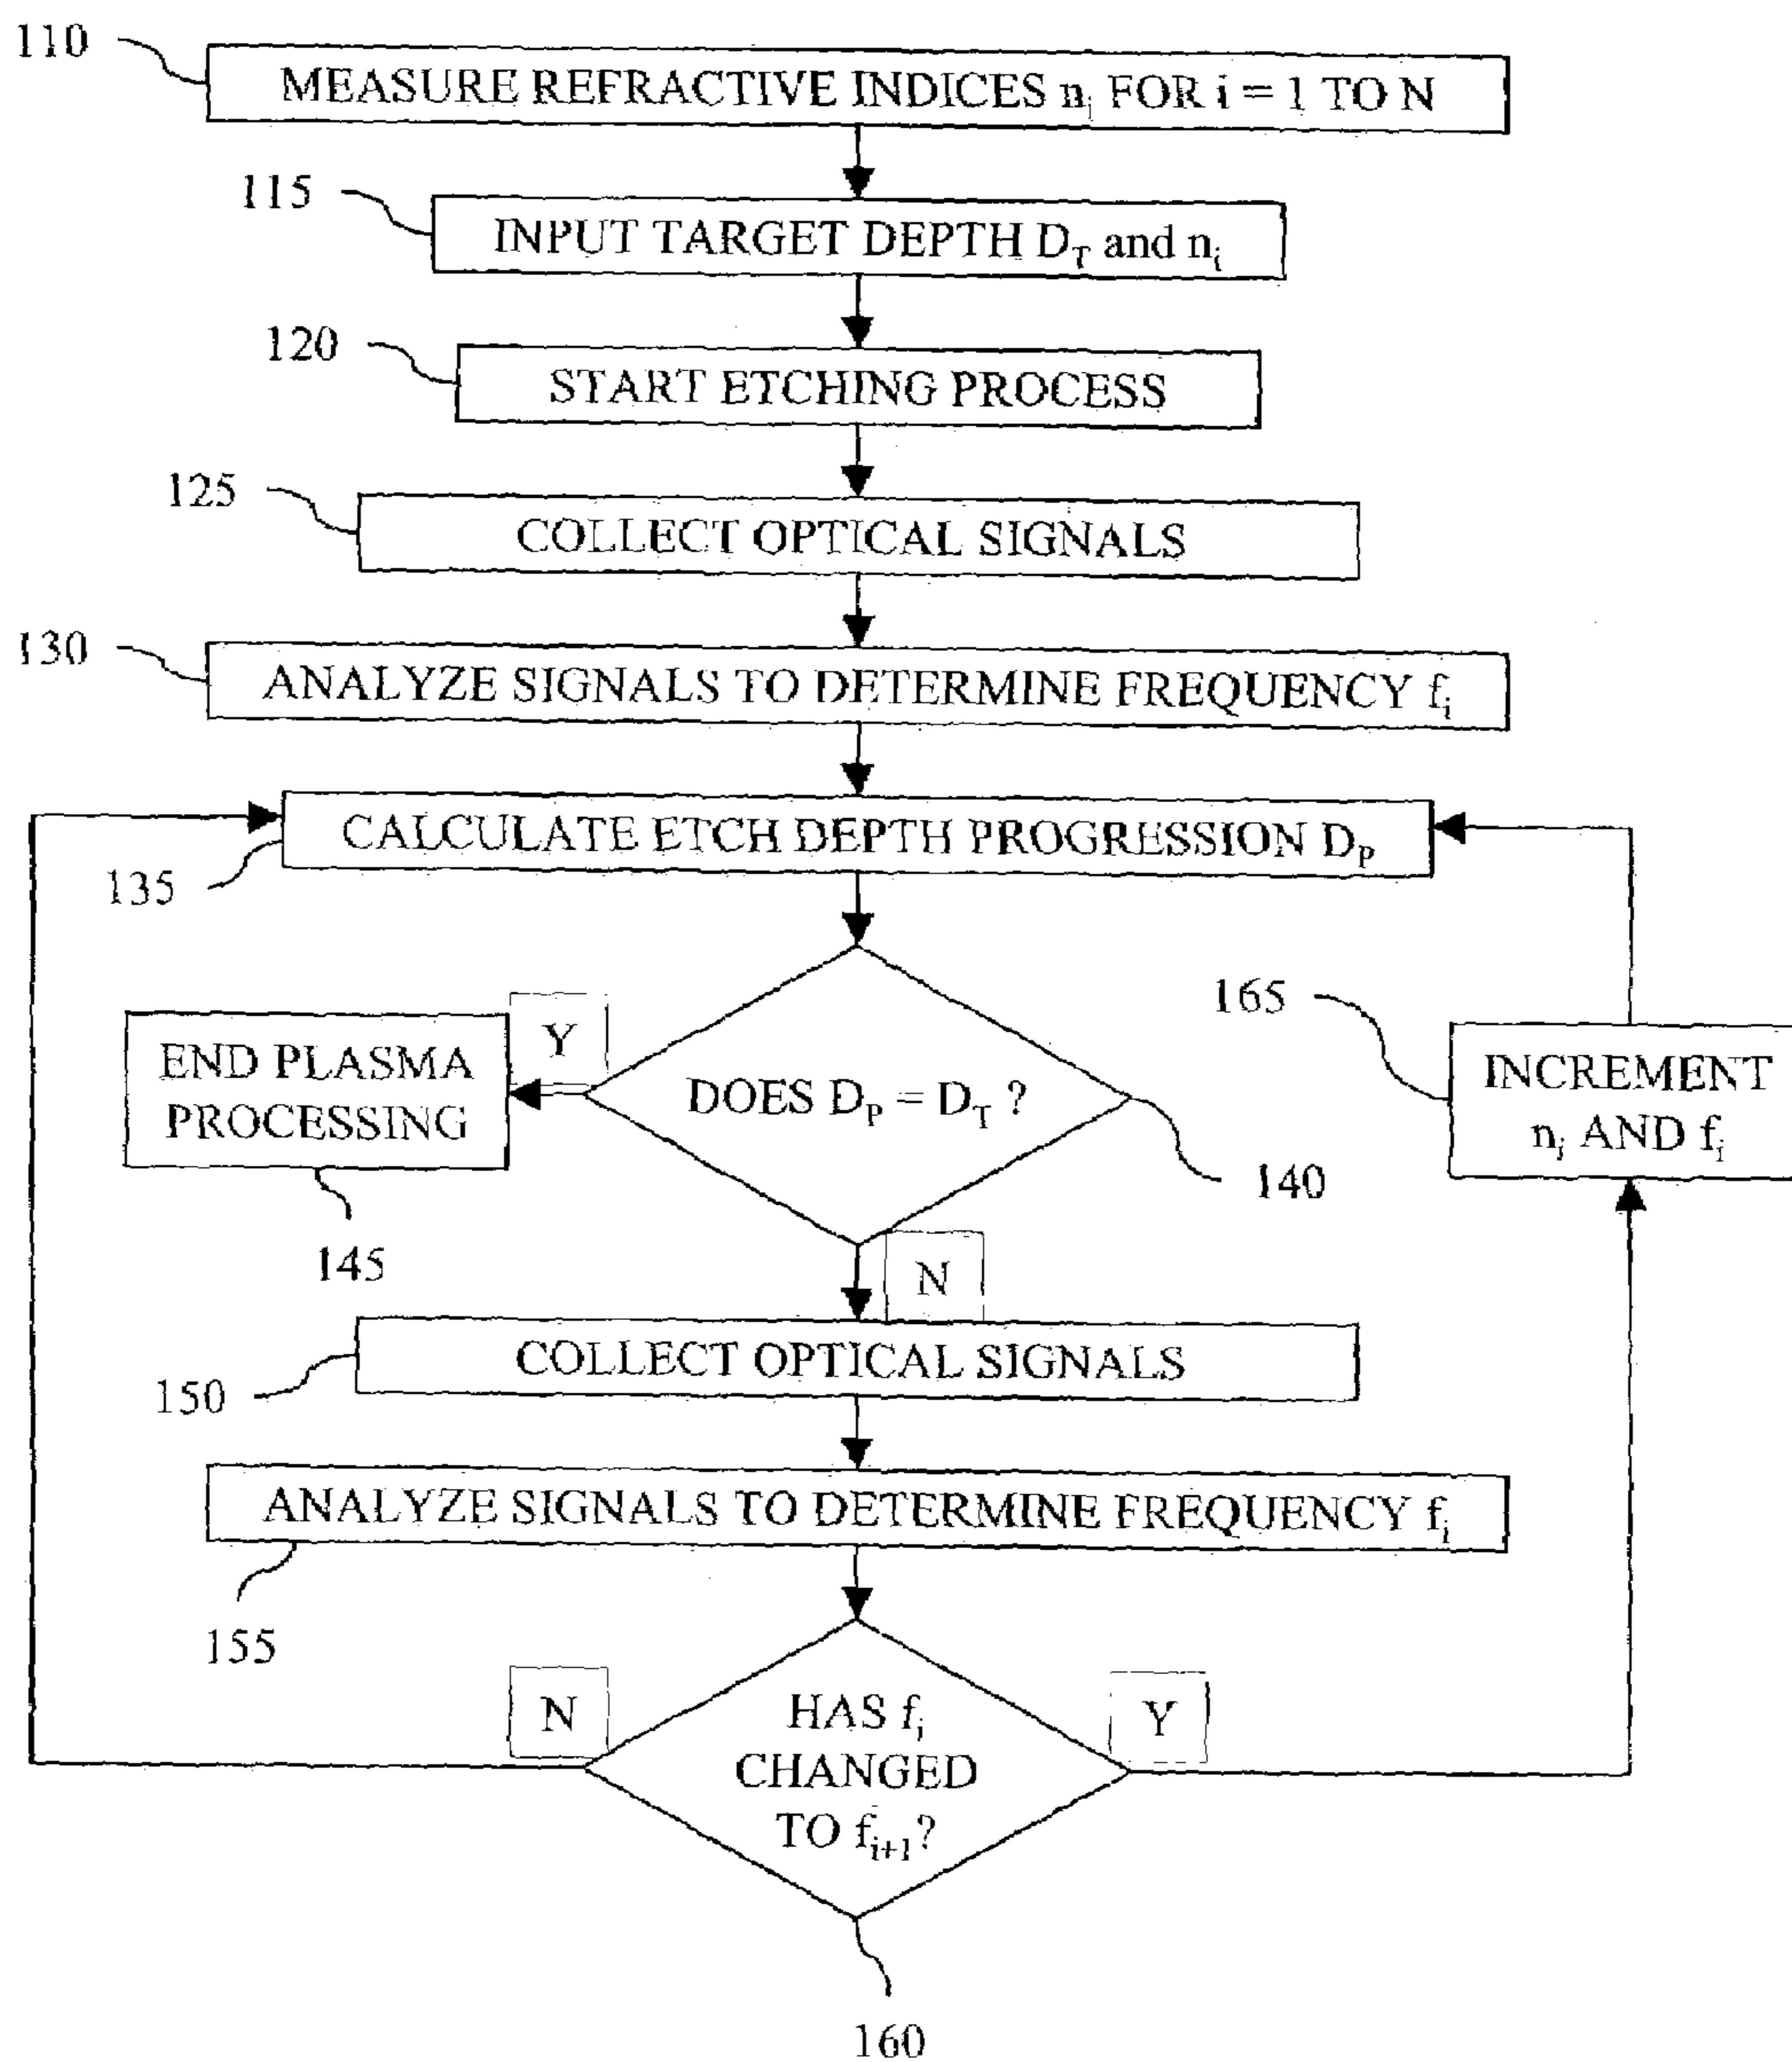 110
MEASURE REFRACTIVE INDICES nᵢ FOR i = 1 TO N
115
INPUT TARGET DEPTH D_T and nᵢ
120
START ETCHING PROCESS
125
COLLECT OPTICAL SIGNALS
130
ANALYZE SIGNALS TO DETERMINE FREQUENCY fᵢ
CALCULATE ETCH DEPTH PROGRESSION D_P
135
165
Y
END PLASMA
PROCESSING
DOES D_P = D_T ?
INCREMENT
nᵢ AND fᵢ
140
145
N
COLLECT OPTICAL SIGNALS
150
ANALYZE SIGNALS TO DETERMINE FREQUENCY fᵢ
155
N
HAS fᵢ
CHANGED
TO fᵢ₊₁?
Y
160